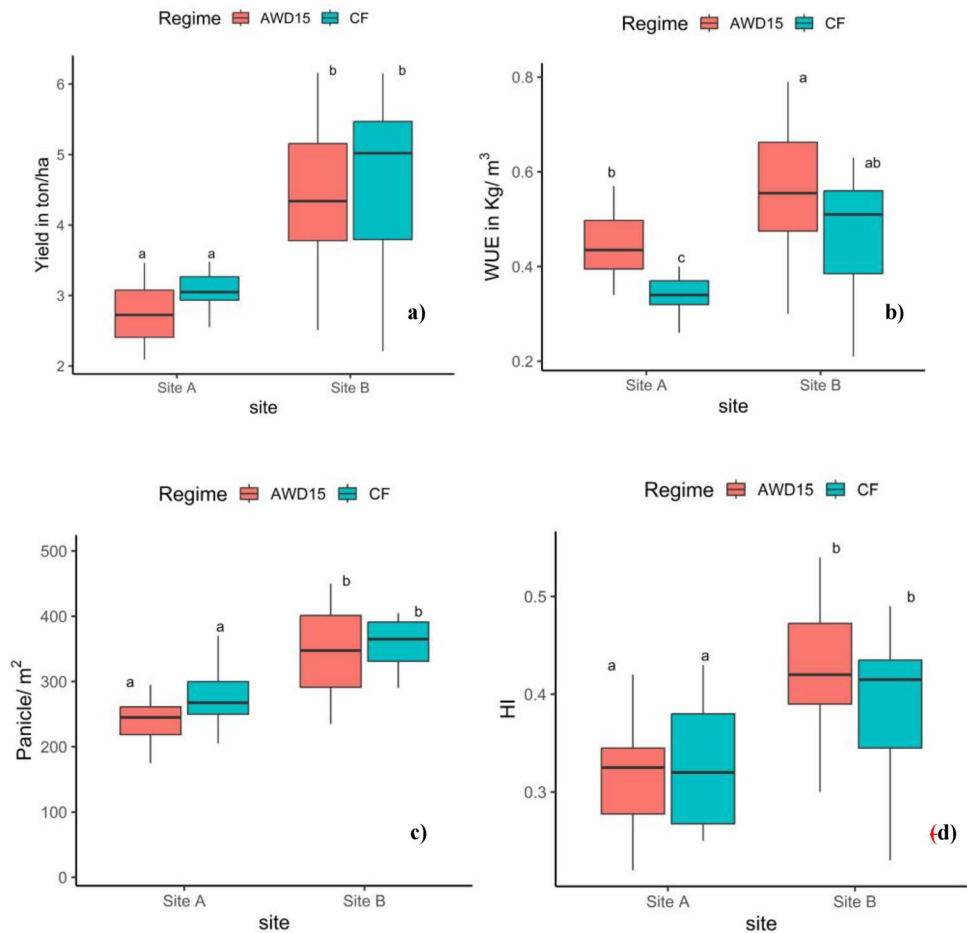 Regime AWD15 CF
Yield in ton/ha
6
5
4
3
2
a
a
b
b
a)
Site A Site B
site
Regime AWD15 CF
WUE in Kg/ m³
0.8
0.6
0.4
0.2
b
c
a
ab
b)
Site A Site B
site
Regime AWD15 CF
Panicle/ m²
500
400
300
200
100
0
a
a
b
b
c)
Site A Site B
site
Regime AWD15 CF
HI
0.5
0.4
0.3
a
a
b
b
(d)
Site A Site B
site